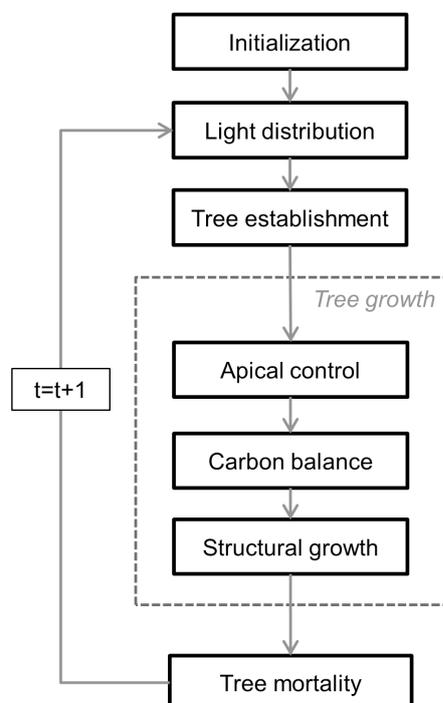 Initialization
Light distribution
Tree establishment
Tree growth
Apical control
t=t+1
Carbon balance
Structural growth
Tree mortality